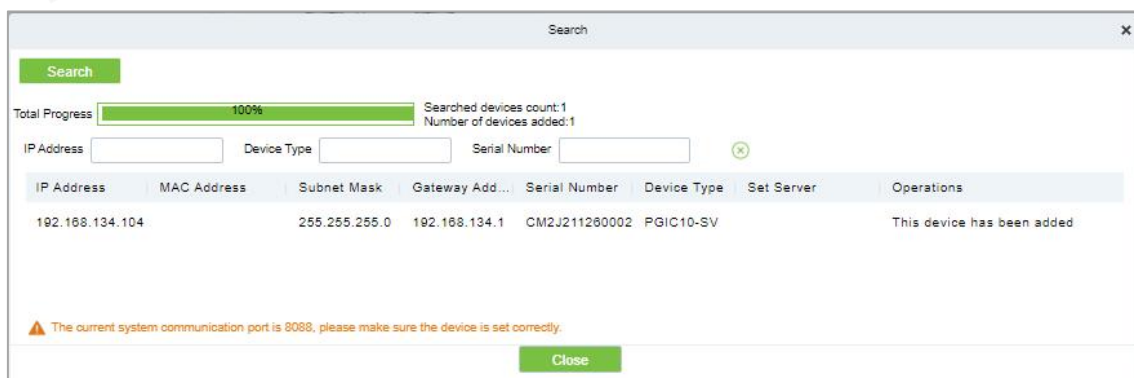 Search
Search
Total Progress 100% Searched devices count:1
Number of devices added:1
IP Address Device Type Serial Number
IP Address MAC Address Subnet Mask Gateway Add... Serial Number Device Type Set Server Operations
192.168.134.104 255.255.255.0 192.168.134.1 CM2J211260002 PGIC10-SV This device has been added
The current system communication port is 8088, please make sure the device is set correctly.
Close